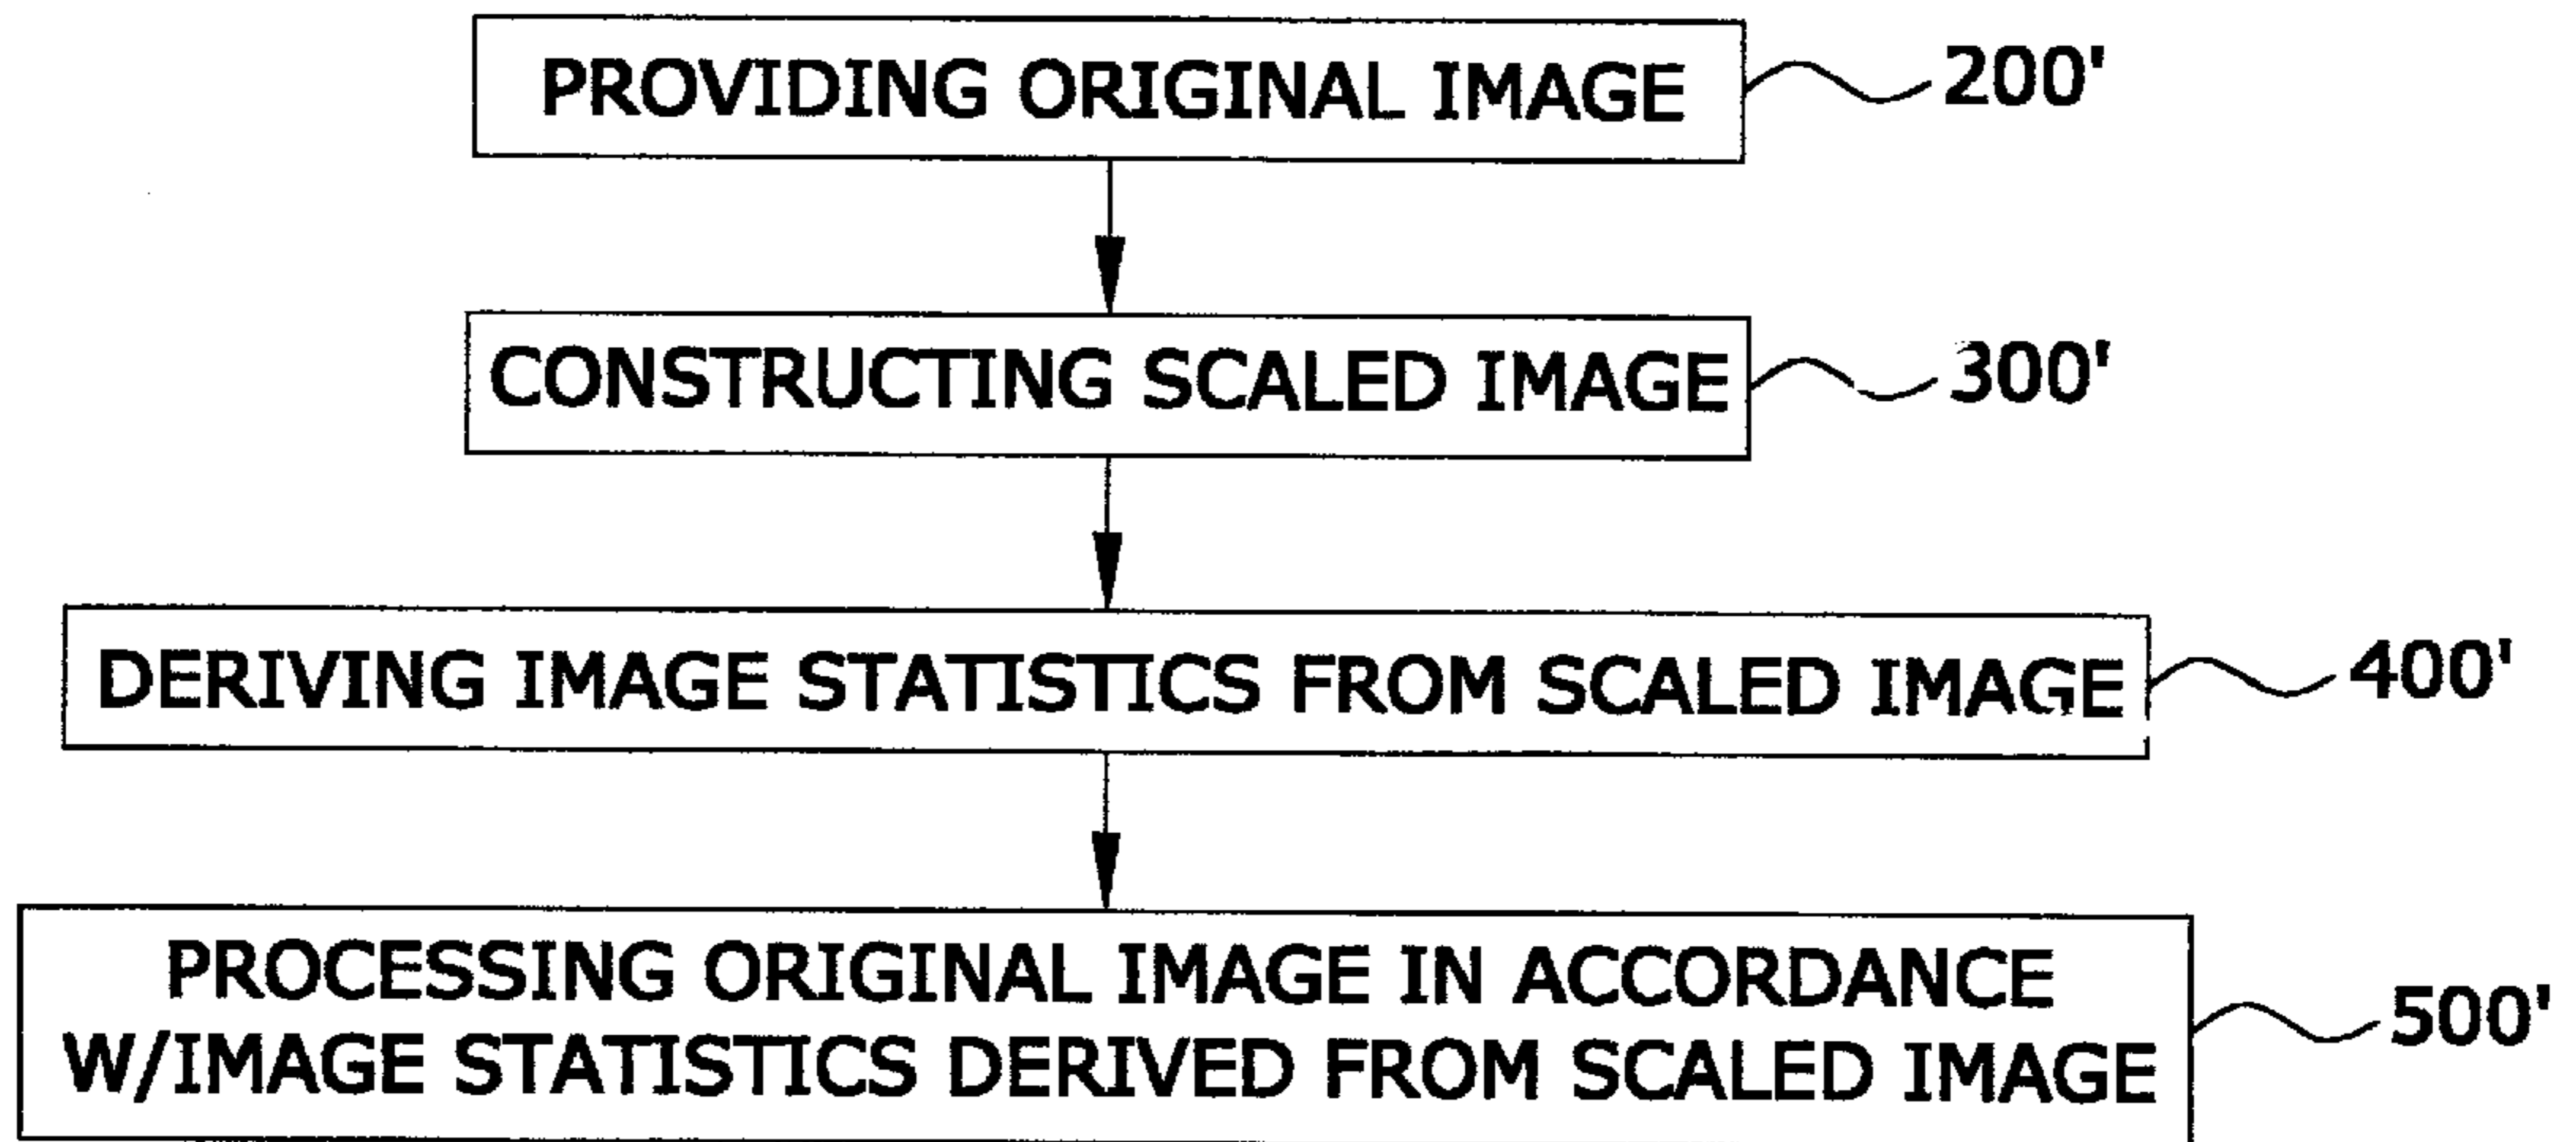 PROVIDING ORIGINAL IMAGE 200'
CONSTRUCTING SCALED IMAGE 300'
DERIVING IMAGE STATISTICS FROM SCALED IMAGE 400'
PROCESSING ORIGINAL IMAGE IN ACCORDANCE
W/IMAGE STATISTICS DERIVED FROM SCALED IMAGE
500'